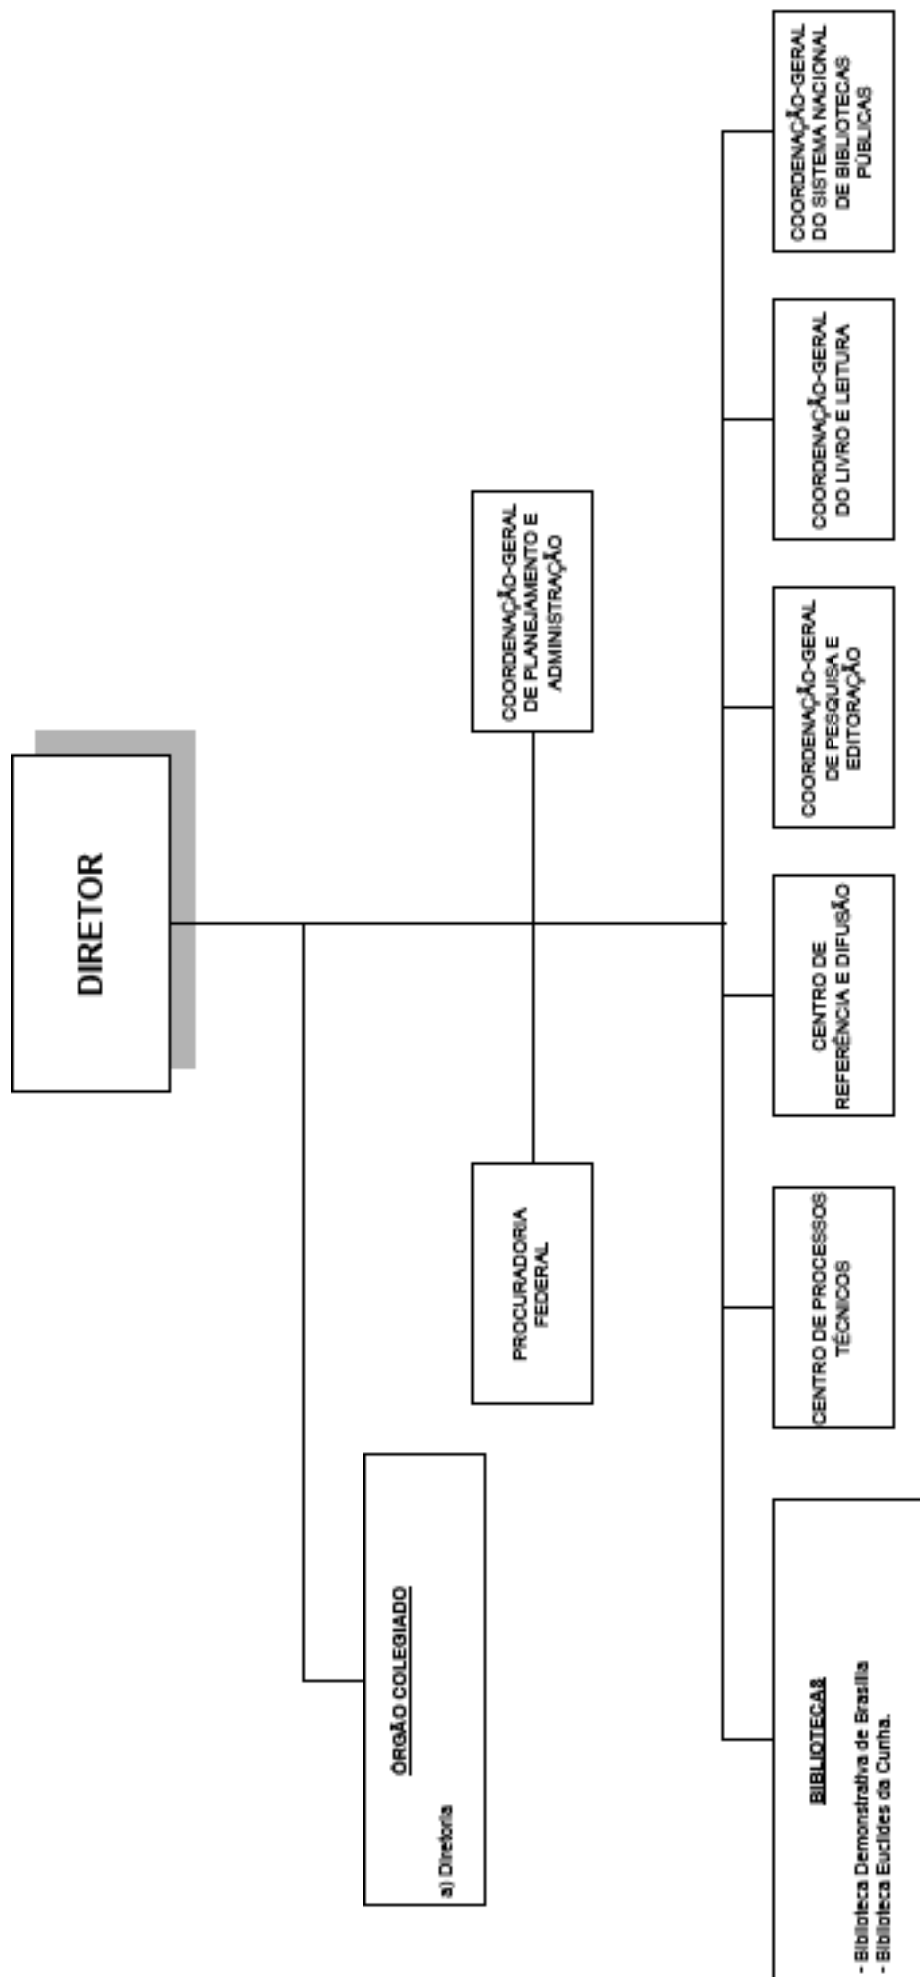 DIRETOR
ÓRGÃO COLEGIADO
a) Diretoria
PROCURADORIA
FEDERAL
COORDENAÇÃO-GERAL
DE PLANEJAMENTO E
ADMINISTRAÇÃO
BIBLIOTECAS
- Biblioteca Demonstrativa de Brasília
- Biblioteca Euclides da Cunha.
CENTRO DE PROCESSOS
TÉCNICOS
CENTRO DE
REFERÊNCIA E DIFUSÃO
COORDENAÇÃO-GERAL
DE PESQUISA E
EDITORAÇÃO
COORDENAÇÃO-GERAL
DO LIVRO E LEITURA
COORDENAÇÃO-GERAL
DO SISTEMA NACIONAL
DE BIBLIOTECAS
PÚBLICAS